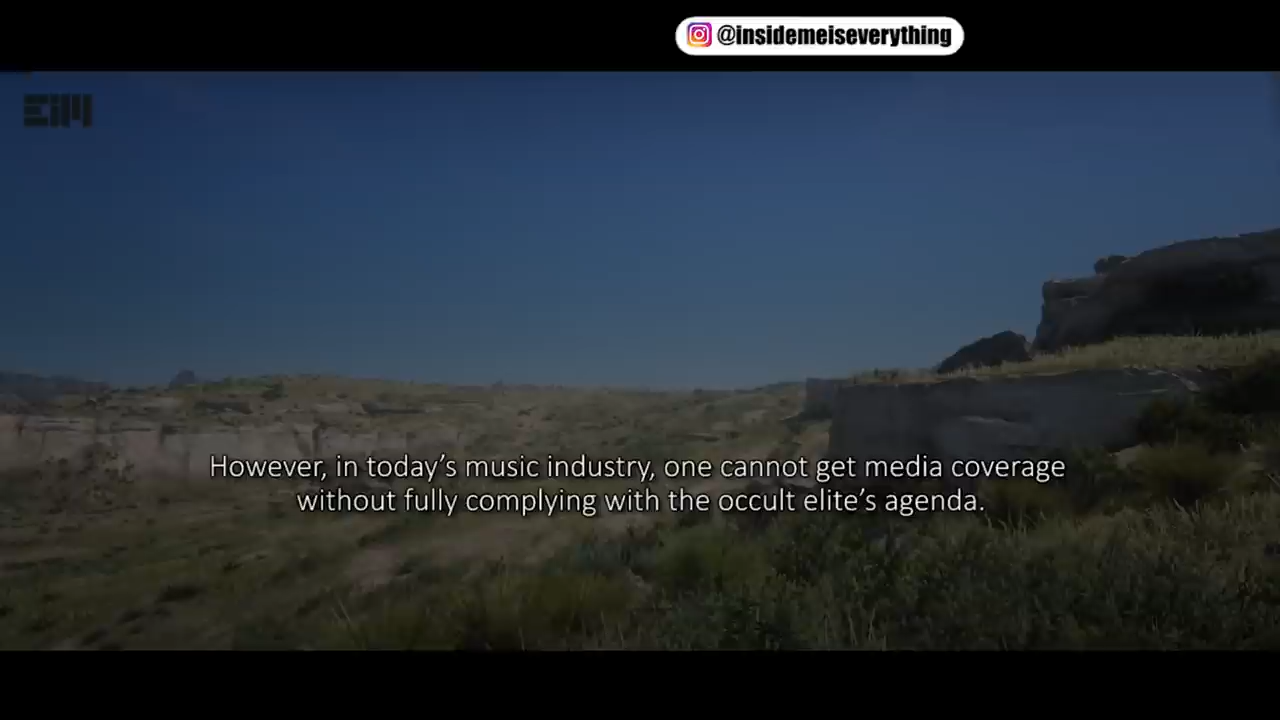 @insidemeiseverything
EiM
However, in today's music industry, one cannot get media coverage
without fully complying with the occult elite's agenda.